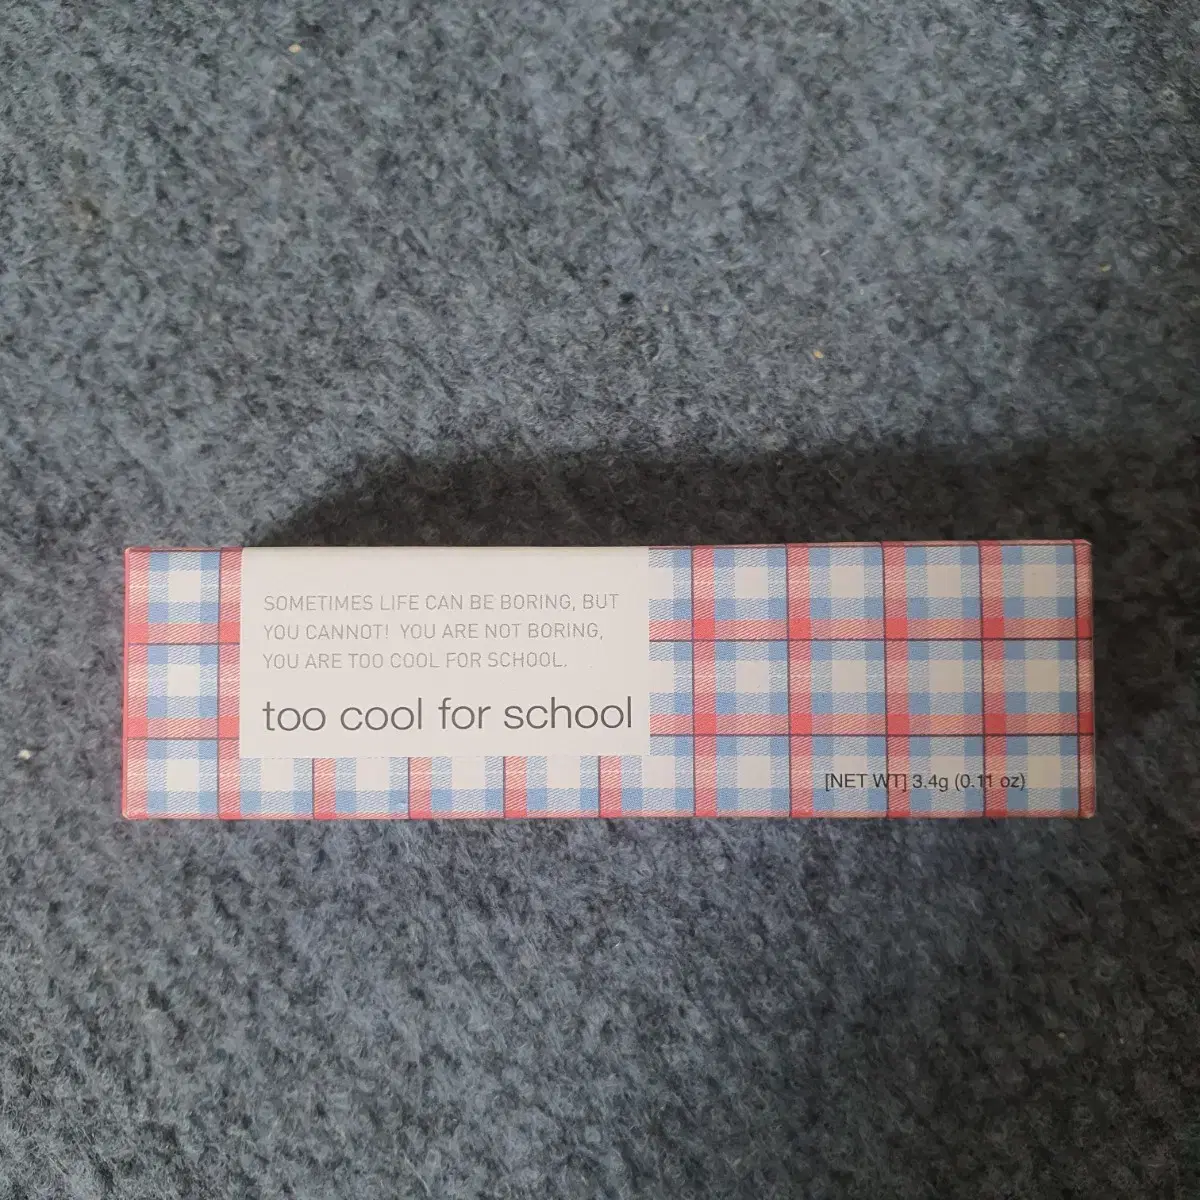 SOMETIMES LIFE CAN BE BORING, BUT
YOU CANNOT! YOU ARE NOT BORING,
YOU ARE TOO COOL FOR SCHOOL.
too cool for school
[NET WT] 3.4g (0.11 oz)